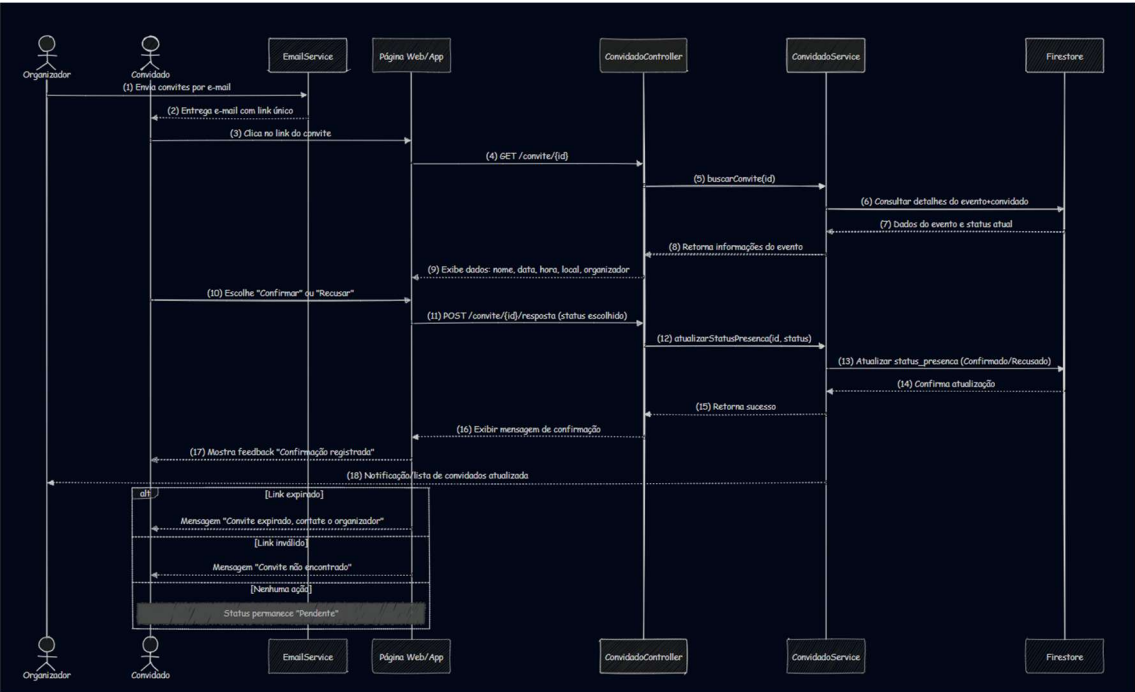 Organizador
Convidado
EmailService
Página Web/App
ConvidadoController
ConvidadoService
Firestore
(1) Envia convites por e-mail
(2) Entrega e-mail com link único
(3) Clica no link do convite
(4) GET /convite/{id}
(5) buscarConvite(id)
(6) Consultar detalhes do evento+convidado
(7) Dados do evento e status atual
(8) Retorna informações do evento
(9) Exibe dados: nome, data, hora, local, organizador
(10) Escolhe "Confirmar" ou "Recusar"
(11) POST /convite/{id}/resposta (status escolhido)
(12) atualizarStatusPresenca(id, status)
(13) Atualizar status_presenca (Confirmado/Recusado)
(14) Confirma atualização
(15) Retorna sucesso
(16) Exibir mensagem de confirmação
(17) Mostra feedback "Confirmação registrada"
(18) Notificação/lista de convidados atualizada
alt
[Link expirado]
Mensagem "Convite expirado, contate o organizador"
[Link inválido]
Mensagem "Convite não encontrado"
[Nenhuma ação]
Status permanece "Pendente"
Organizador
Convidado
EmailService
Página Web/App
ConvidadoController
ConvidadoService
Firestore